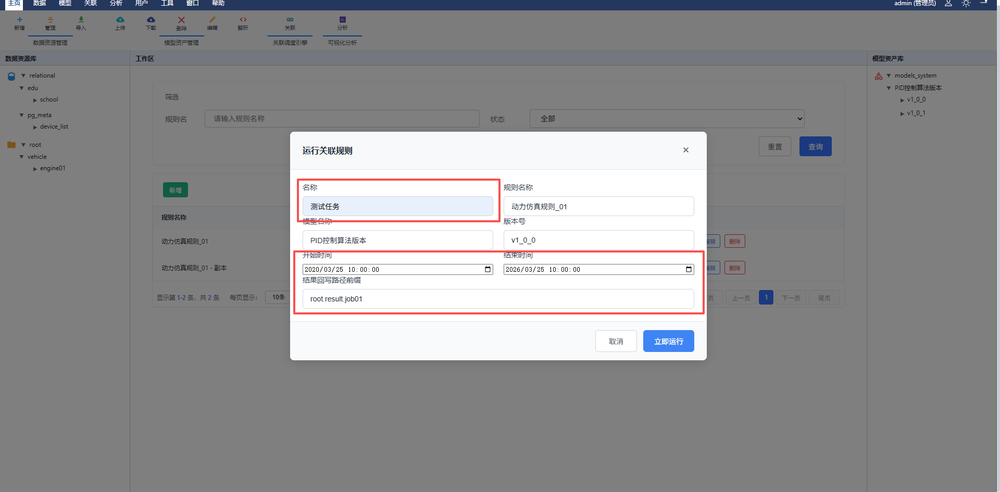 主页 数据 模型 关联 分析 用户 工具 窗口 帮助 admin (管理员)
新增 管理 导入 上传 下载 删除 编辑 解析 关联 分析
数据资源管理 模型资产管理 关联调度引擎 可视化分析
数据资源库
relational
edu
school
pg_meta
device_list
root
vehicle
engine01
工作区
筛选
规则名 请输入规则名称 状态 全部
重置 查询
新增
规则名称
动力仿真规则_01 编辑 删除
动力仿真规则_01 - 副本 编辑 删除
显示第 1-2 条，共 2 条 每页显示： 10条 页 上一页 1 下一页 尾页
运行关联规则 ×
名称 规则名称
测试任务 动力仿真规则_01
模型名称 版本号
PID控制算法版本 v1_0_0
开始时间 结束时间
2020/03/25 10:00:00 2026/03/25 10:00:00
结果回写路径前缀
root.result.job01
取消 立即运行
模型资产库
models_system
PID控制算法版本
v1_0_0
v1_0_1